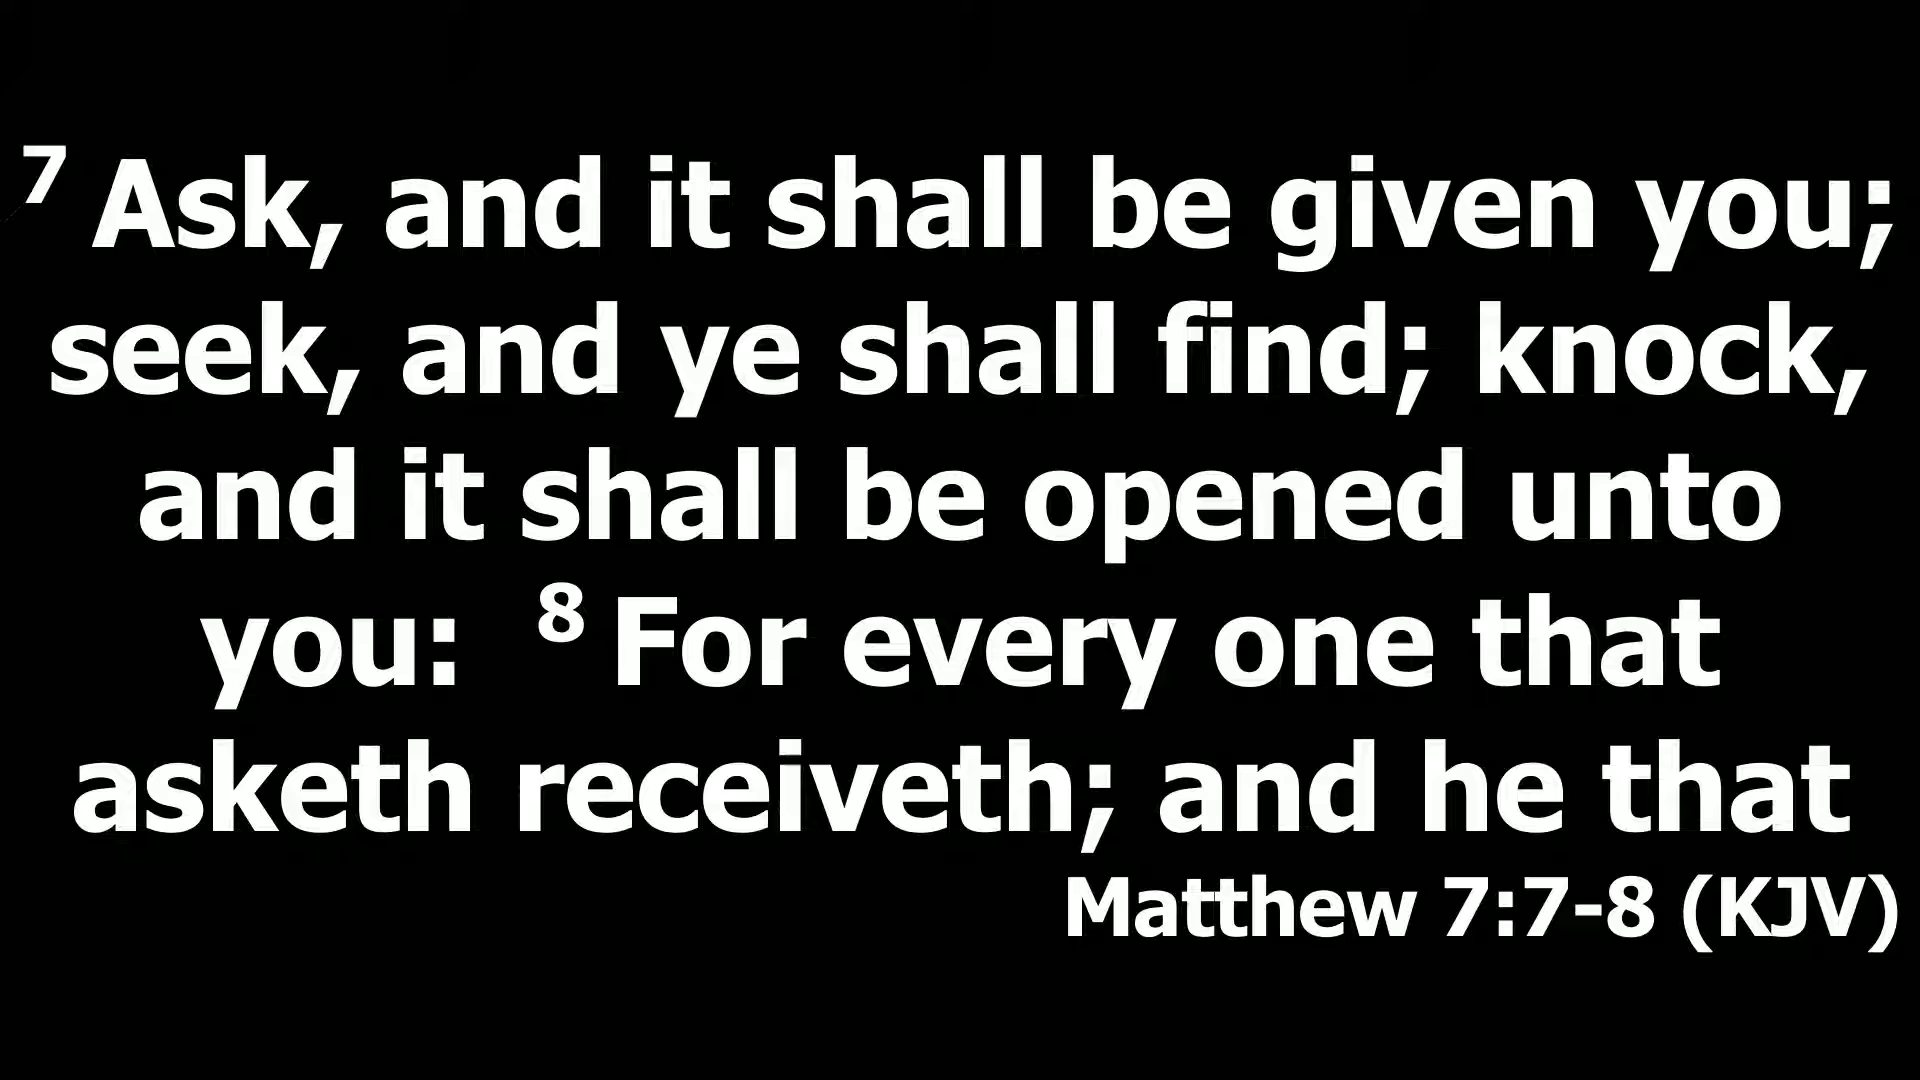 7 Ask, and it shall be given you;
seek, and ye shall find; knock,
and it shall be opened unto
you: 8 For every one that
asketh receiveth; and he that
Matthew 7:7-8 (KJV)